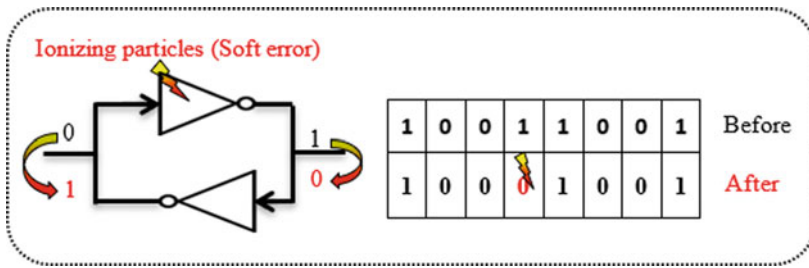 Ionizing particles (Soft error)
0
1
1
0
1 0 0 1 1 0 0 1 Before
1 0 0 0 1 0 0 1 After